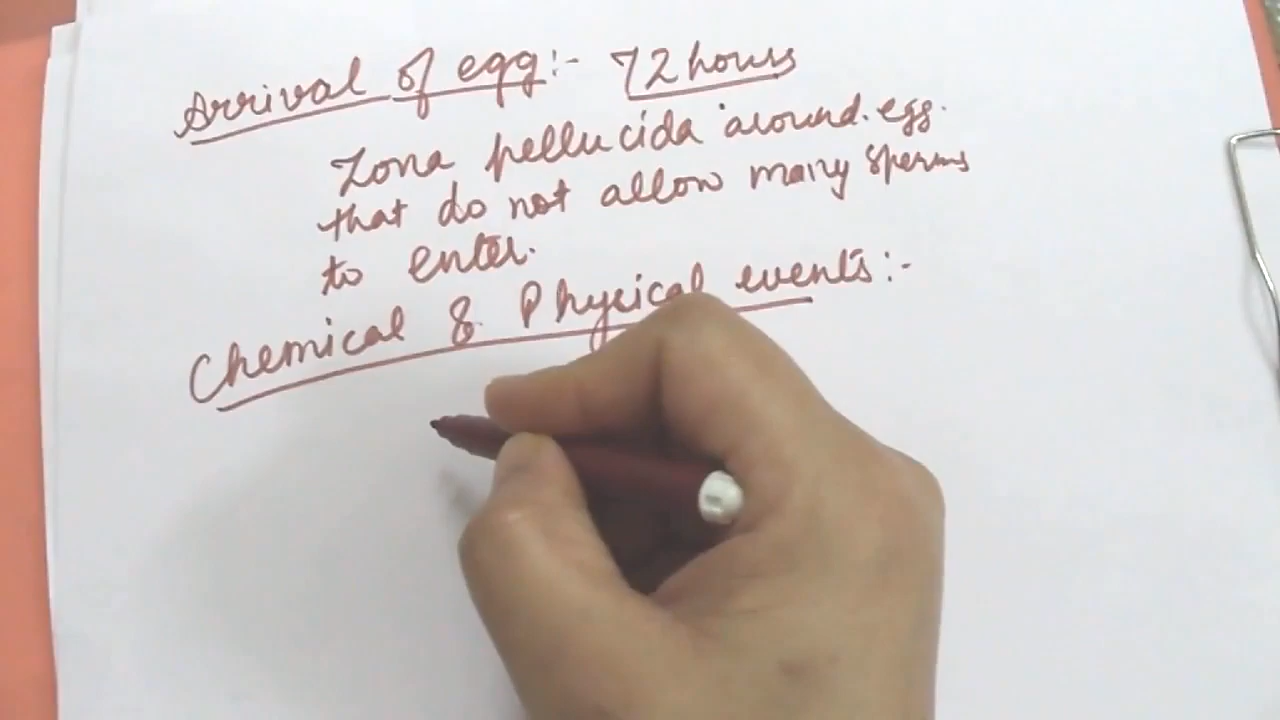 Arrival of egg:- 72 hours
Zona pellucida around egg.
that do not allow many sperms
to enter.
Chemical & Physical events:-